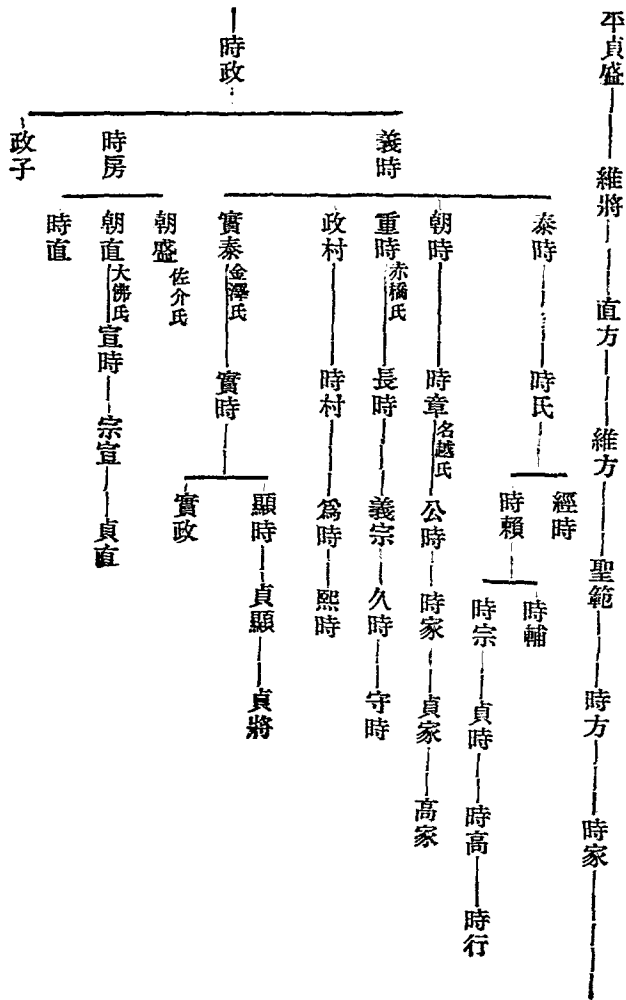 平貞盛
維將
直方
維方
聖範
時方
時家
時政
義時
時房
政子
泰時
時氏
經時
時賴
時輔
時宗
貞時
時高
時行
朝時
時章 名越氏
公時
時家
貞家
高家
重時 赤橋氏
長時
義宗
久時
守時
政村
時村
爲時
熙時
實泰 金澤氏
實時
顯時
貞顯
貞將
實政
朝盛 佐介氏
朝直 大佛氏
宣時
宗宣
貞直
時直